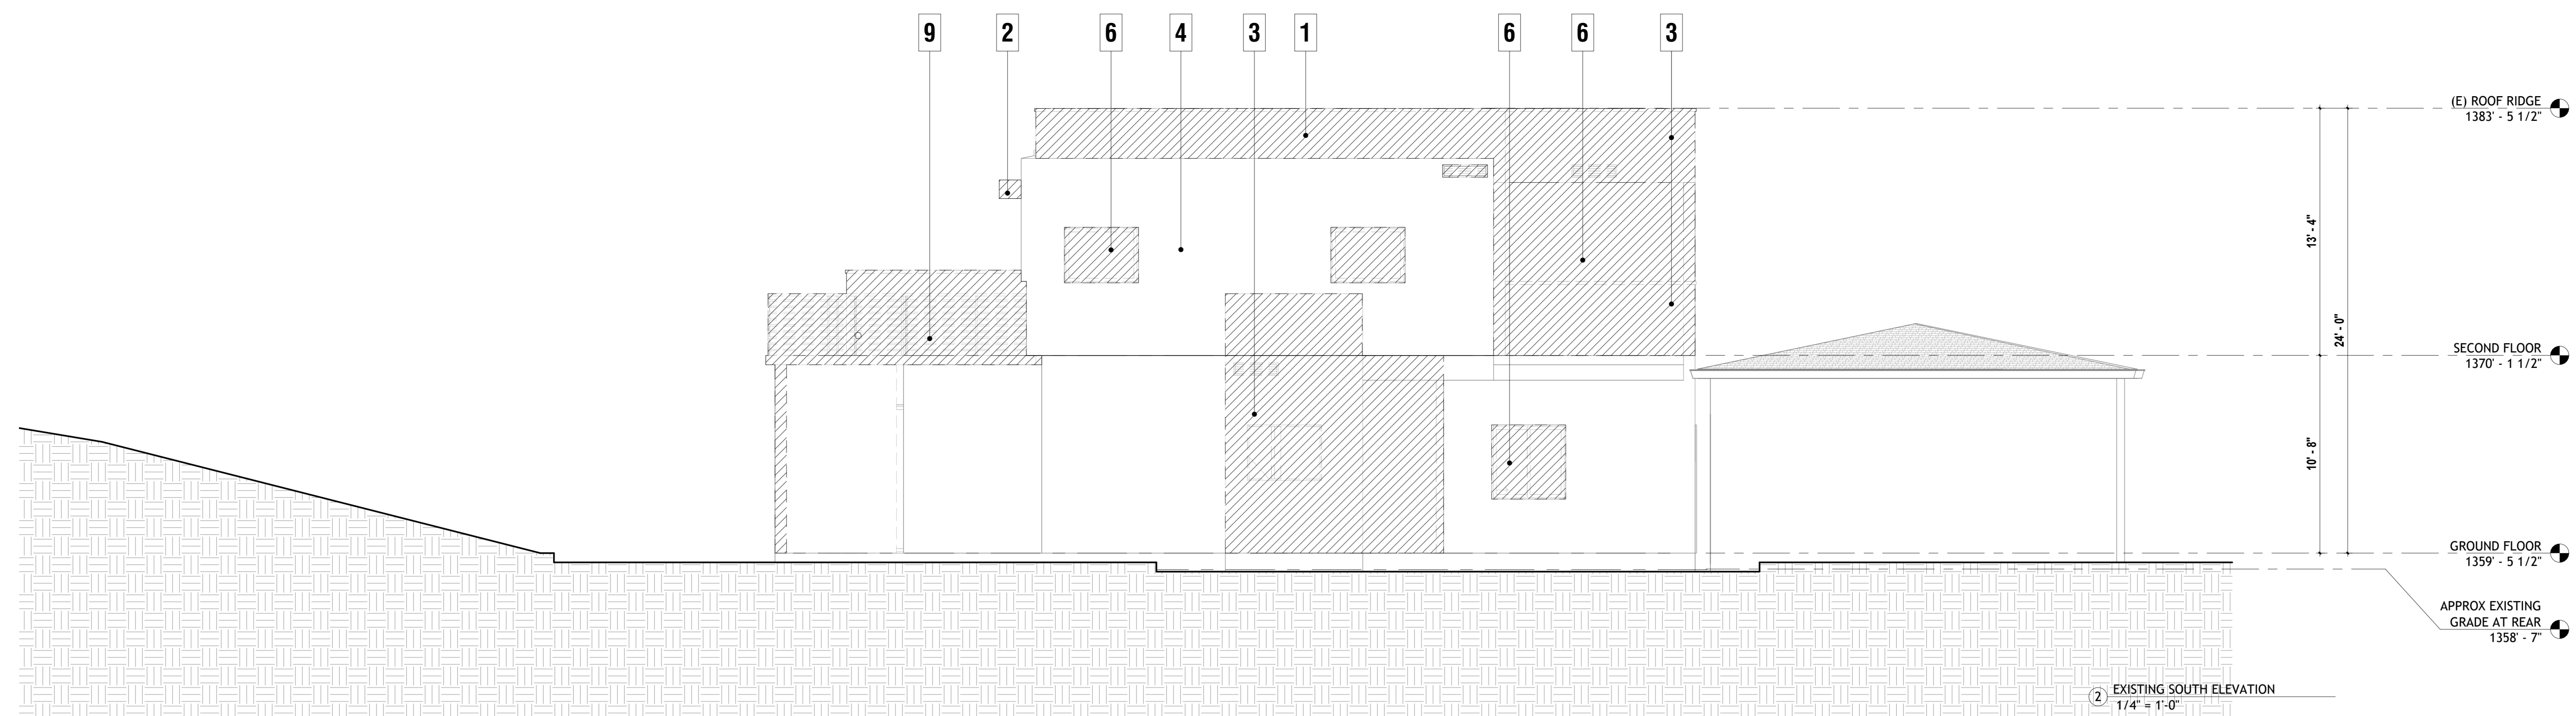 9 2 6 4 3 1 6 6 3
(E) ROOF RIDGE
1383' - 5 1/2"
13' - 4"
24' - 0"
SECOND FLOOR
1370' - 1 1/2"
10' - 8"
GROUND FLOOR
1359' - 5 1/2"
APPROX EXISTING
GRADE AT REAR
1358' - 7"
2 EXISTING SOUTH ELEVATION
1/4" = 1'-0"